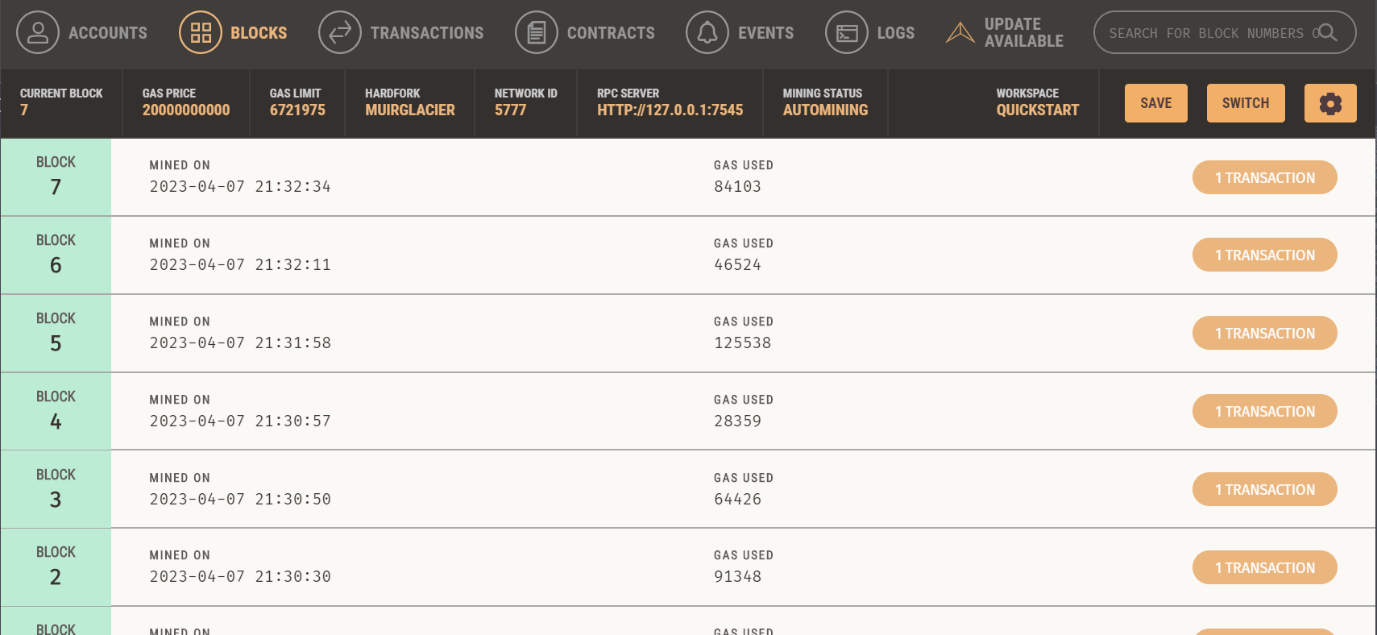 ACCOUNTS BLOCKS TRANSACTIONS CONTRACTS EVENTS LOGS UPDATE AVAILABLE SEARCH FOR BLOCK NUMBERS O
CURRENT BLOCK GAS PRICE GAS LIMIT HARDFORK NETWORK ID RPC SERVER MINING STATUS WORKSPACE SAVE SWITCH
7 20000000000 6721975 MUIRGLACIER 5777 HTTP://127.0.0.1:7545 AUTOMINING QUICKSTART
BLOCK MINED ON GAS USED
7 2023-04-07 21:32:34 84103 1 TRANSACTION
BLOCK MINED ON GAS USED
6 2023-04-07 21:32:11 46524 1 TRANSACTION
BLOCK MINED ON GAS USED
5 2023-04-07 21:31:58 125538 1 TRANSACTION
BLOCK MINED ON GAS USED
4 2023-04-07 21:30:57 28359 1 TRANSACTION
BLOCK MINED ON GAS USED
3 2023-04-07 21:30:50 64426 1 TRANSACTION
BLOCK MINED ON GAS USED
2 2023-04-07 21:30:30 91348 1 TRANSACTION
BLOCK MINED ON GAS USED